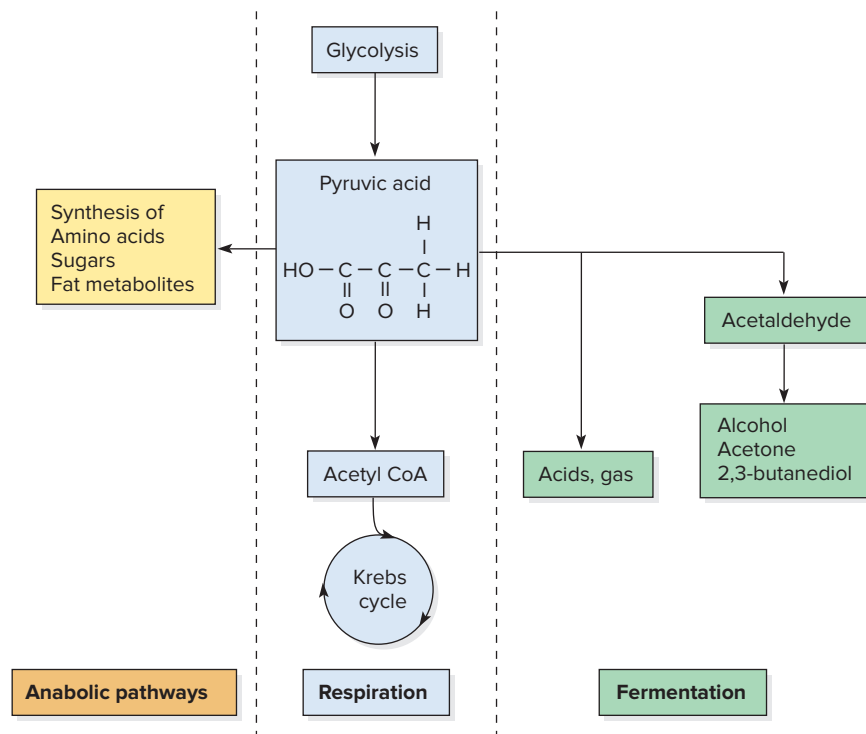 Glycolysis
Pyruvic acid
H
HO – C – C – C – H
O O H
Synthesis of
Amino acids
Sugars
Fat metabolites
Acetaldehyde
Alcohol
Acetone
2,3-butanediol
Acetyl CoA
Acids, gas
Krebs
cycle
Anabolic pathways
Respiration
Fermentation